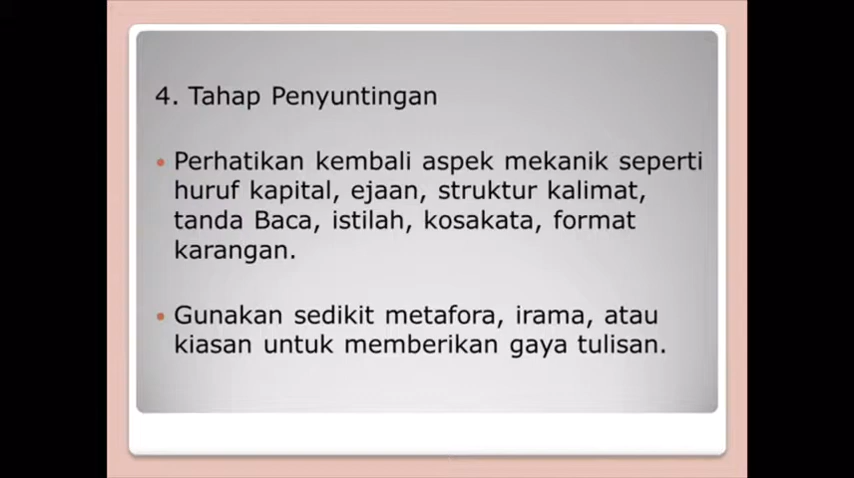 4. Tahap Penyuntingan
• Perhatikan kembali aspek mekanik seperti
huruf kapital, ejaan, struktur kalimat,
tanda Baca, istilah, kosakata, format
karangan.
• Gunakan sedikit metafora, irama, atau
kiasan untuk memberikan gaya tulisan.